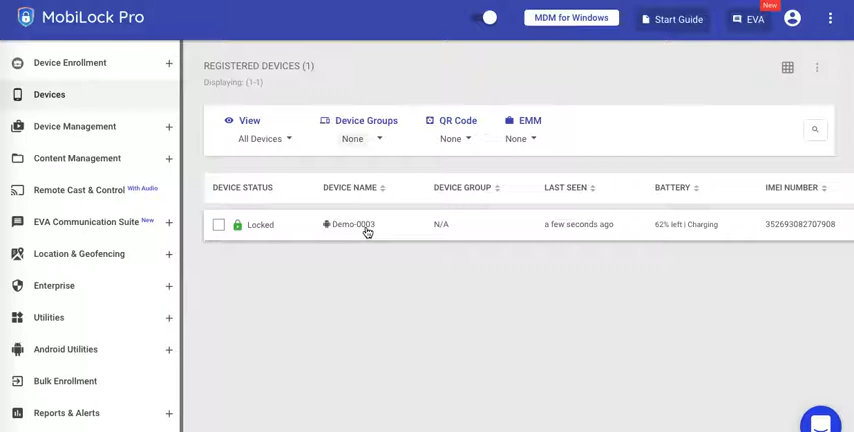 MobiLock Pro
MDM for Windows
Start Guide
EVA
New
Device Enrollment
Devices
Device Management
Content Management
Remote Cast & Control With Audio
EVA Communication Suite New
Location & Geofencing
Enterprise
Utilities
Android Utilities
Bulk Enrollment
Reports & Alerts
REGISTERED DEVICES (1)
Displaying: (1-1)
View Device Groups QR Code EMM
All Devices None None None
DEVICE STATUS DEVICE NAME DEVICE GROUP LAST SEEN BATTERY IMEI NUMBER
Locked Demo-0003 N/A a few seconds ago 62% left | Charging 352693082707908